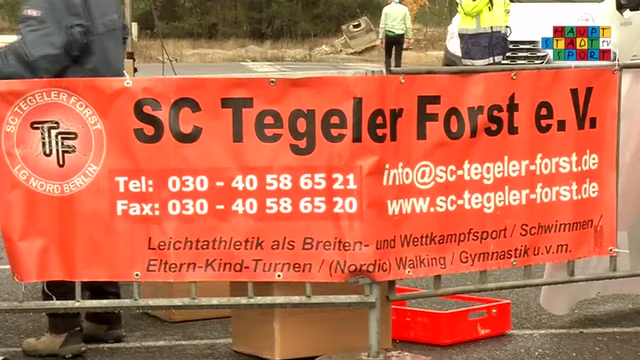 HAUPT
STADT tv
SPORT
SC TEGELER FORST
TF
LG NORD BERLIN
SC Tegeler Forst e.V.
Tel: 030 - 40 58 65 21
Fax: 030 - 40 58 65 20
info@sc-tegeler-forst.de
www.sc-tegeler-forst.de
Leichtathletik als Breiten- und Wettkampfsport / Schwimmen /
Eltern-Kind-Turnen / (Nordic) Walking / Gymnastik u.v.m.